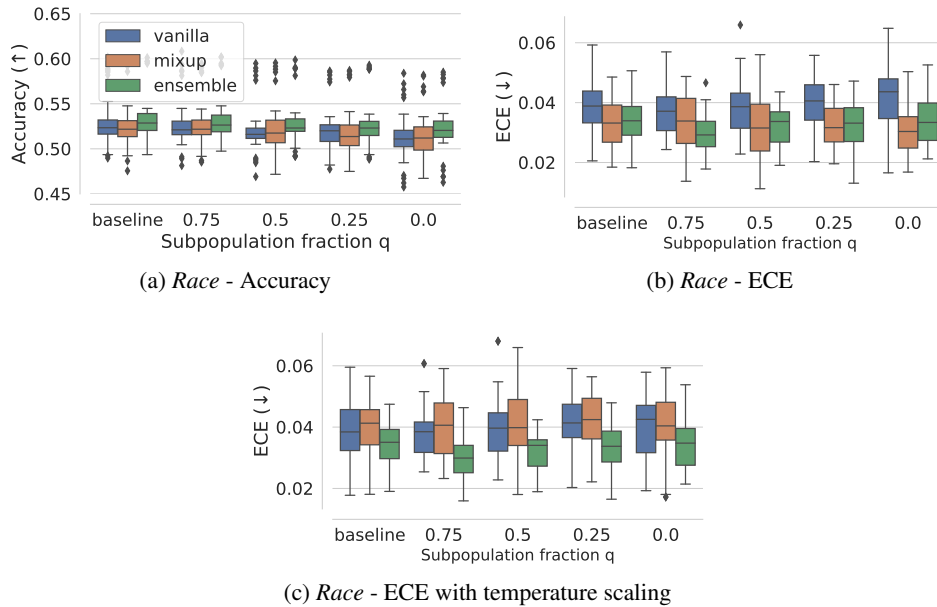 0.65
0.60
0.55
0.50
0.45
Accuracy (↑)
vanilla
mixup
ensemble
baseline 0.75 0.5 0.25 0.0
Subpopulation fraction q
(a) Race - Accuracy
0.06
0.04
0.02
ECE (↓)
baseline 0.75 0.5 0.25 0.0
Subpopulation fraction q
(b) Race - ECE
0.06
0.04
0.02
ECE (↓)
baseline 0.75 0.5 0.25 0.0
Subpopulation fraction q
(c) Race - ECE with temperature scaling